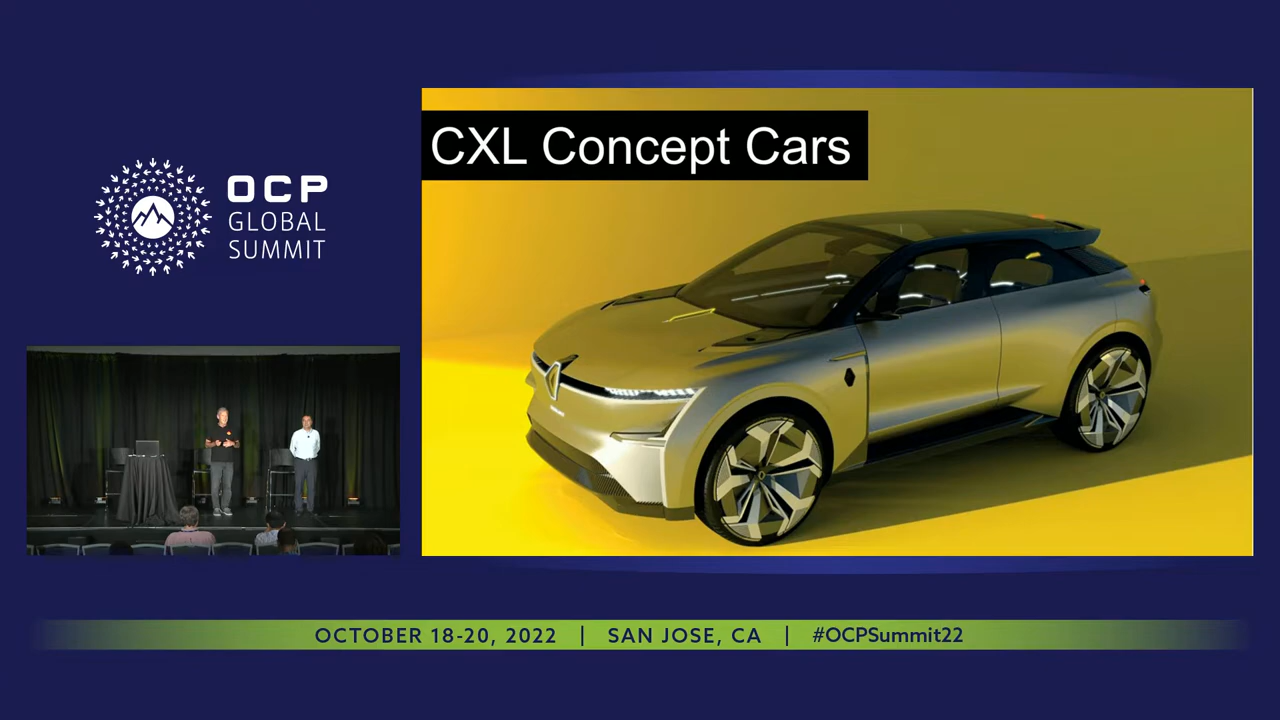 OCP
GLOBAL
SUMMIT
CXL Concept Cars
OCTOBER 18-20, 2022 | SAN JOSE, CA | #OCPSummit22